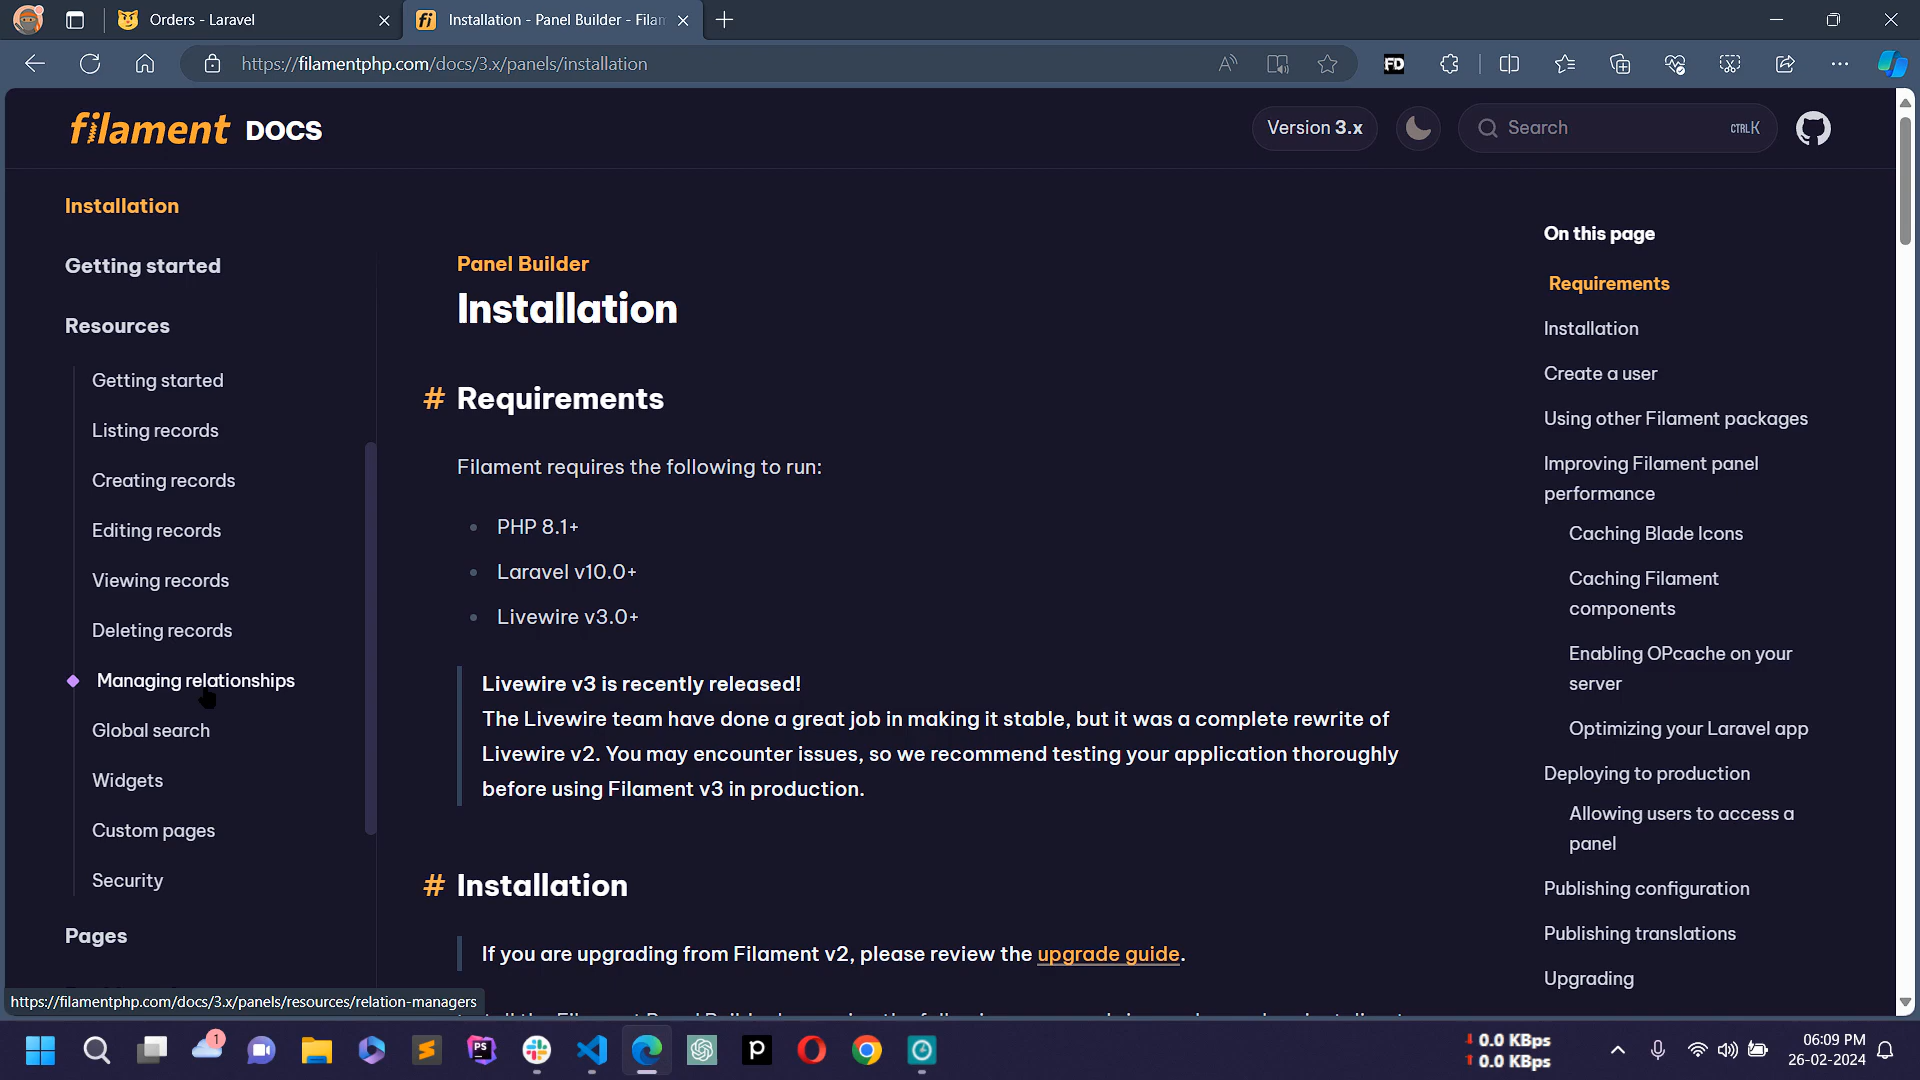 Orders - Laravel
Installation - Panel Builder - Filam
https://filamentphp.com/docs/3.x/panels/installation
FD
filament DOCS
Version 3.x
Search
CTRL K
Installation
Getting started
Resources
Getting started
Listing records
Creating records
Editing records
Viewing records
Deleting records
Managing relationships
Global search
Widgets
Custom pages
Security
Pages
Panel Builder
Installation
# Requirements
Filament requires the following to run:
• PHP 8.1+
• Laravel v10.0+
• Livewire v3.0+
Livewire v3 is recently released!
The Livewire team have done a great job in making it stable, but it was a complete rewrite of
Livewire v2. You may encounter issues, so we recommend testing your application thoroughly
before using Filament v3 in production.
# Installation
If you are upgrading from Filament v2, please review the upgrade guide.
On this page
Requirements
Installation
Create a user
Using other Filament packages
Improving Filament panel
performance
Caching Blade Icons
Caching Filament
components
Enabling OPcache on your
server
Optimizing your Laravel app
Deploying to production
Allowing users to access a
panel
Publishing configuration
Publishing translations
Upgrading
https://filamentphp.com/docs/3.x/panels/resources/relation-managers
1
PS
0.0 KBps
0.0 KBps
06:09 PM
26-02-2024